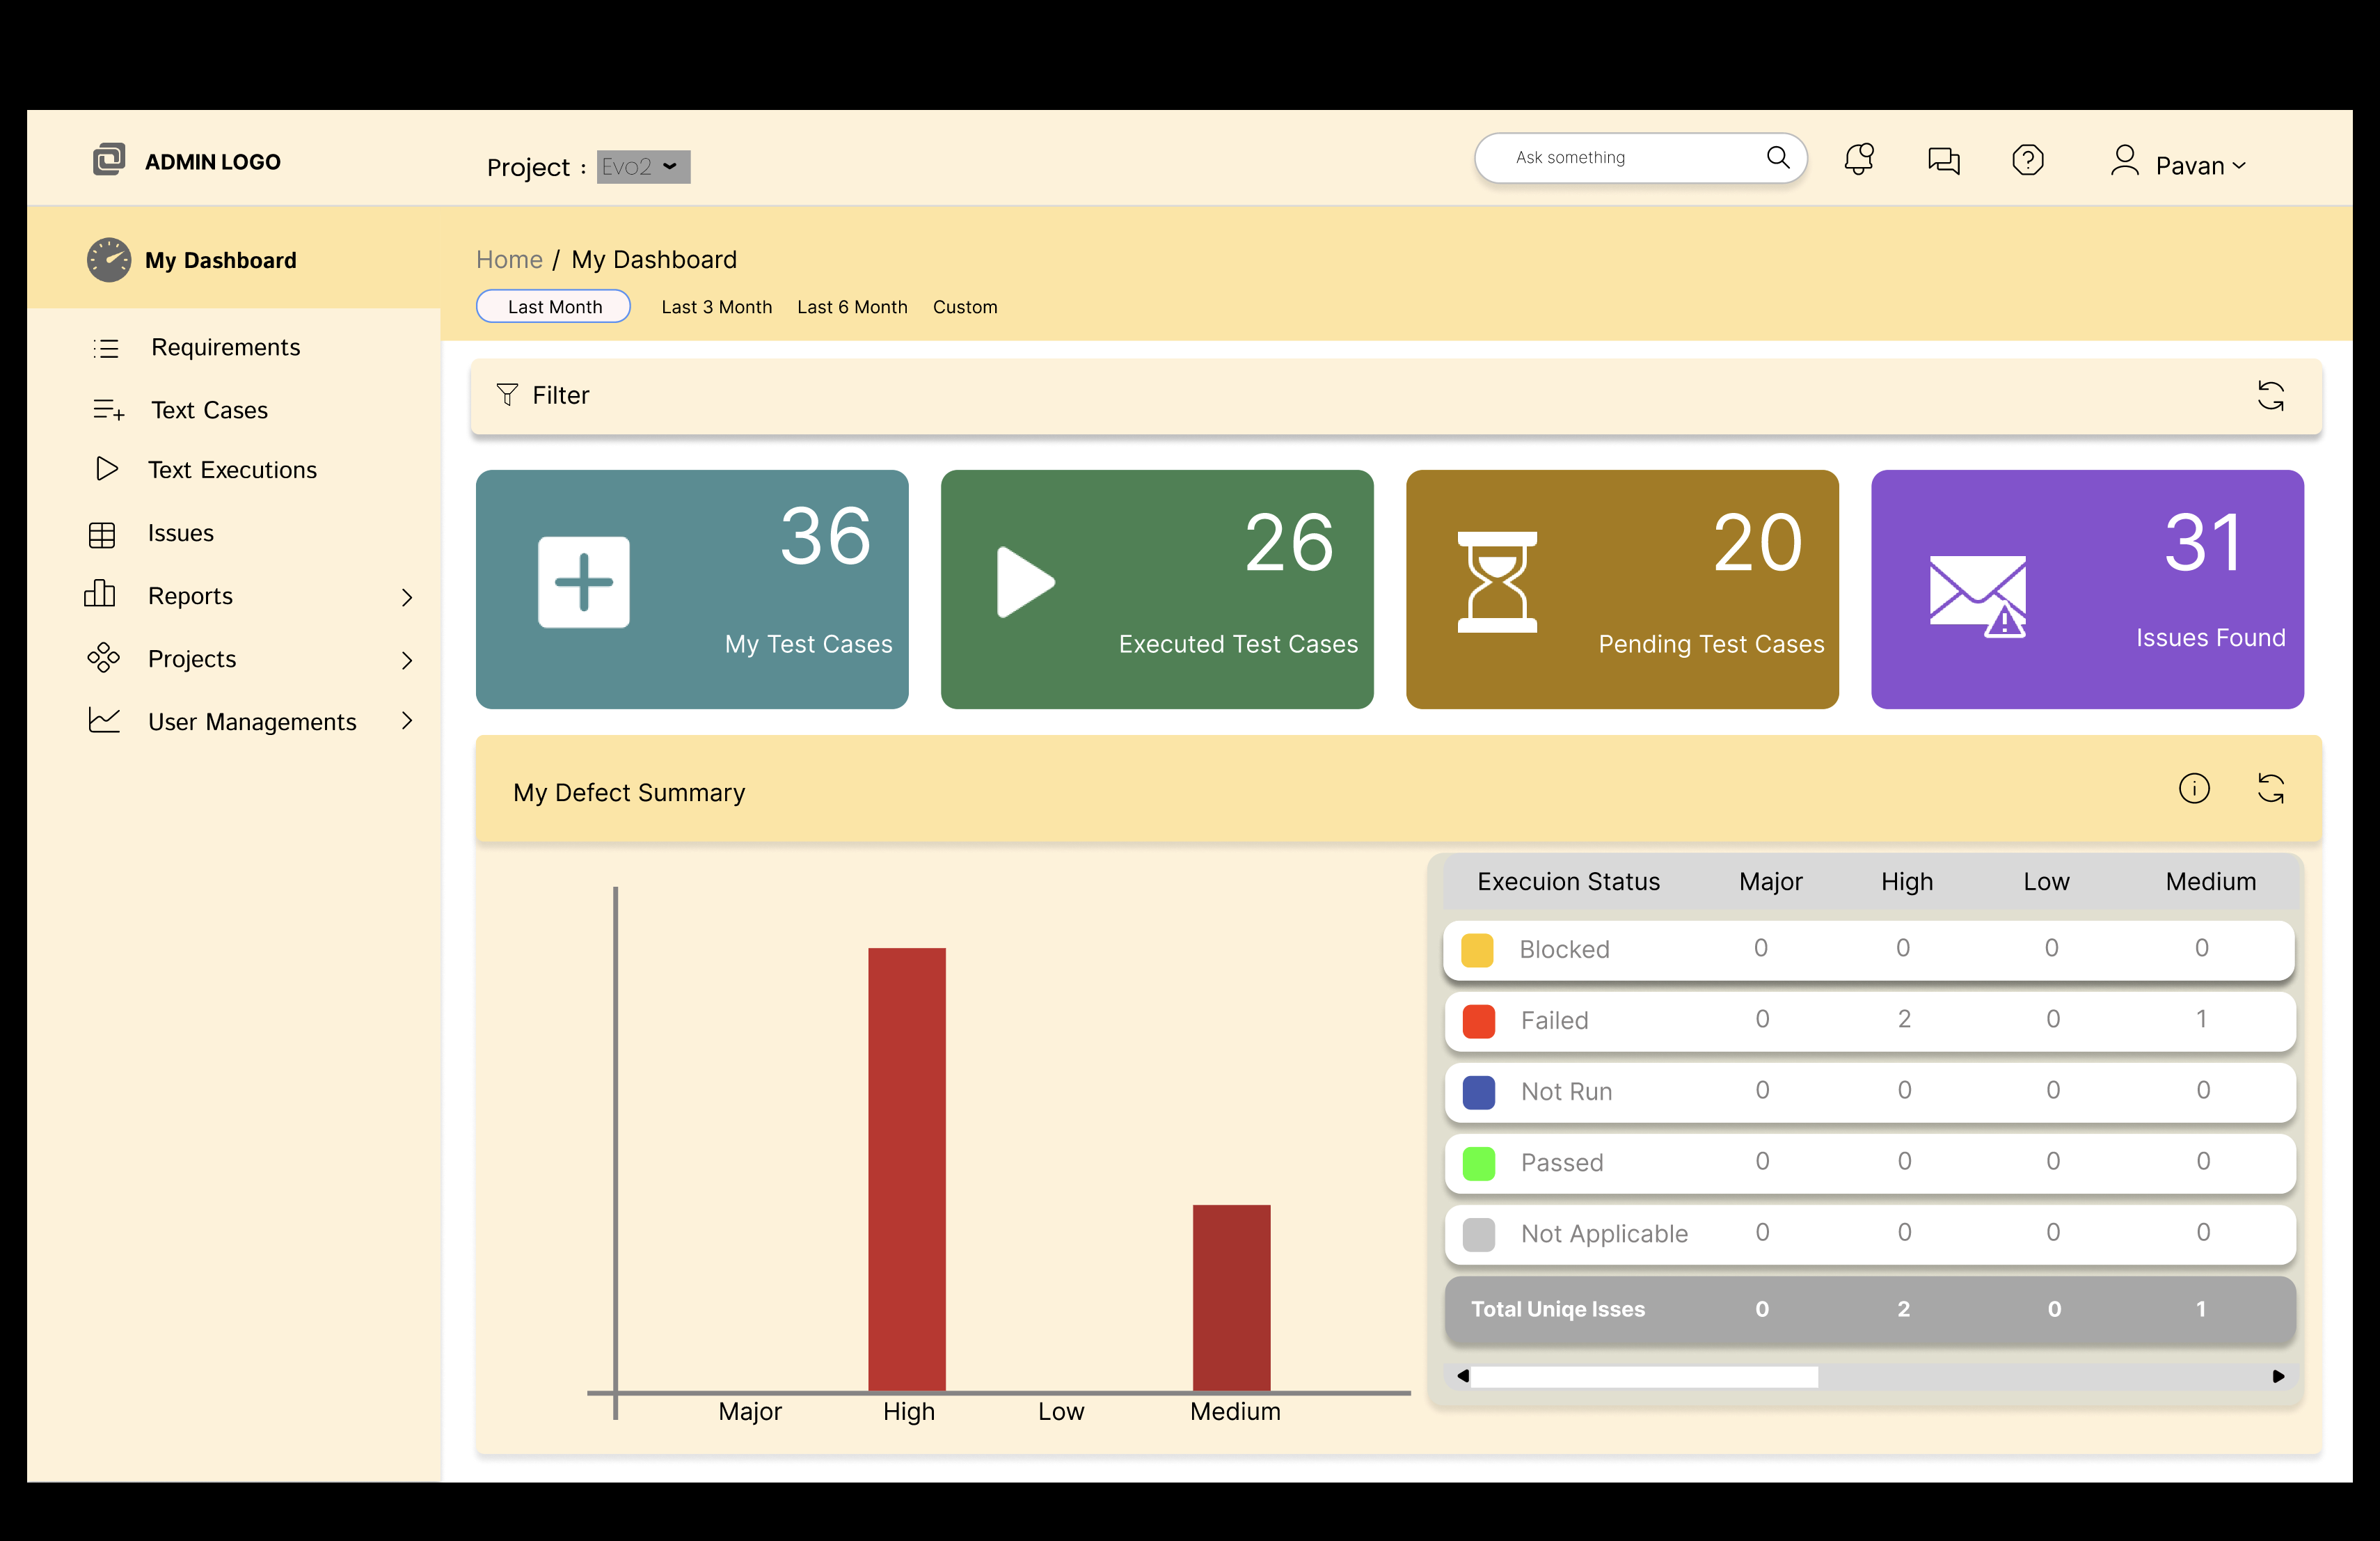 ADMIN LOGO
Project : Evo2
Ask something
Pavan
My Dashboard
Home / My Dashboard
Last Month Last 3 Month Last 6 Month Custom
Requirements
Text Cases
Text Executions
Issues
Reports
Projects
User Managements
Filter
36
My Test Cases
26
Executed Test Cases
20
Pending Test Cases
31
Issues Found
My Defect Summary
Major High Low Medium
Execuion Status Major High Low Medium
Blocked 0 0 0 0
Failed 0 2 0 1
Not Run 0 0 0 0
Passed 0 0 0 0
Not Applicable 0 0 0 0
Total Uniqe Isses 0 2 0 1